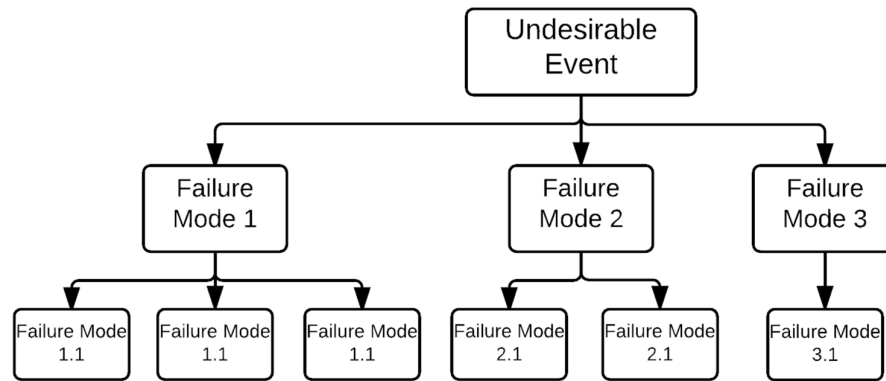 Undesirable
Event
Failure
Mode 1
Failure
Mode 2
Failure
Mode 3
Failure Mode
1.1
Failure Mode
1.1
Failure Mode
1.1
Failure Mode
2.1
Failure Mode
2.1
Failure Mode
3.1